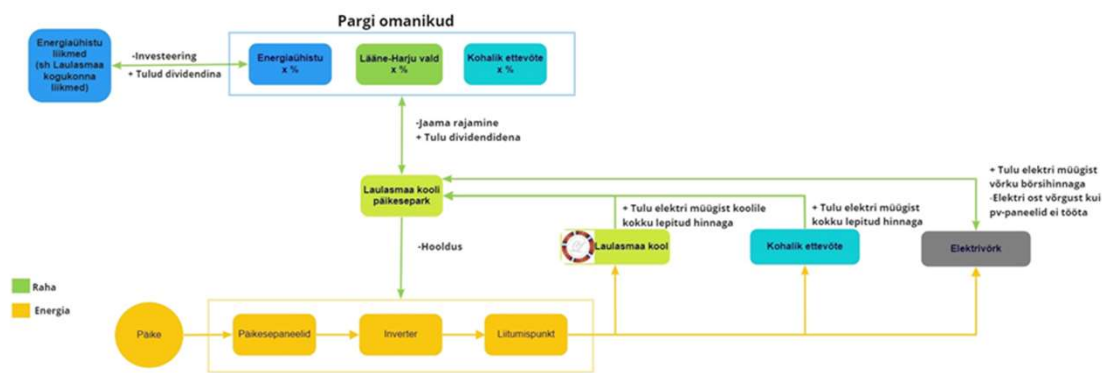 Pargi omanikud
Energiaühistu
liikmed
(sh Laulasmaa
kogukonna
liikmed)
-Investeering
+ Tulud dividendina
Energiaühistu
x %
Lääne-Harju vald
x %
Kohalik ettevõte
x %
-Jaama rajamine
+ Tulu dividendidena
Laulasmaa kooli
päikesepark
+ Tulu elektri müügist
võrku börsihinnaga
-Elektri ost võrgust kui
pv-paneelid ei tööta
+ Tulu elektri müügist koolile
kokku lepitud hinnaga
+ Tulu elektri müügist
kokku lepitud hinnaga
-Hooldus
Laulasmaa kool
Kohalik ettevõte
Elektrivõrk
Raha
Energia
Päike
Päikesepaneelid
Inverter
Liitumispunkt